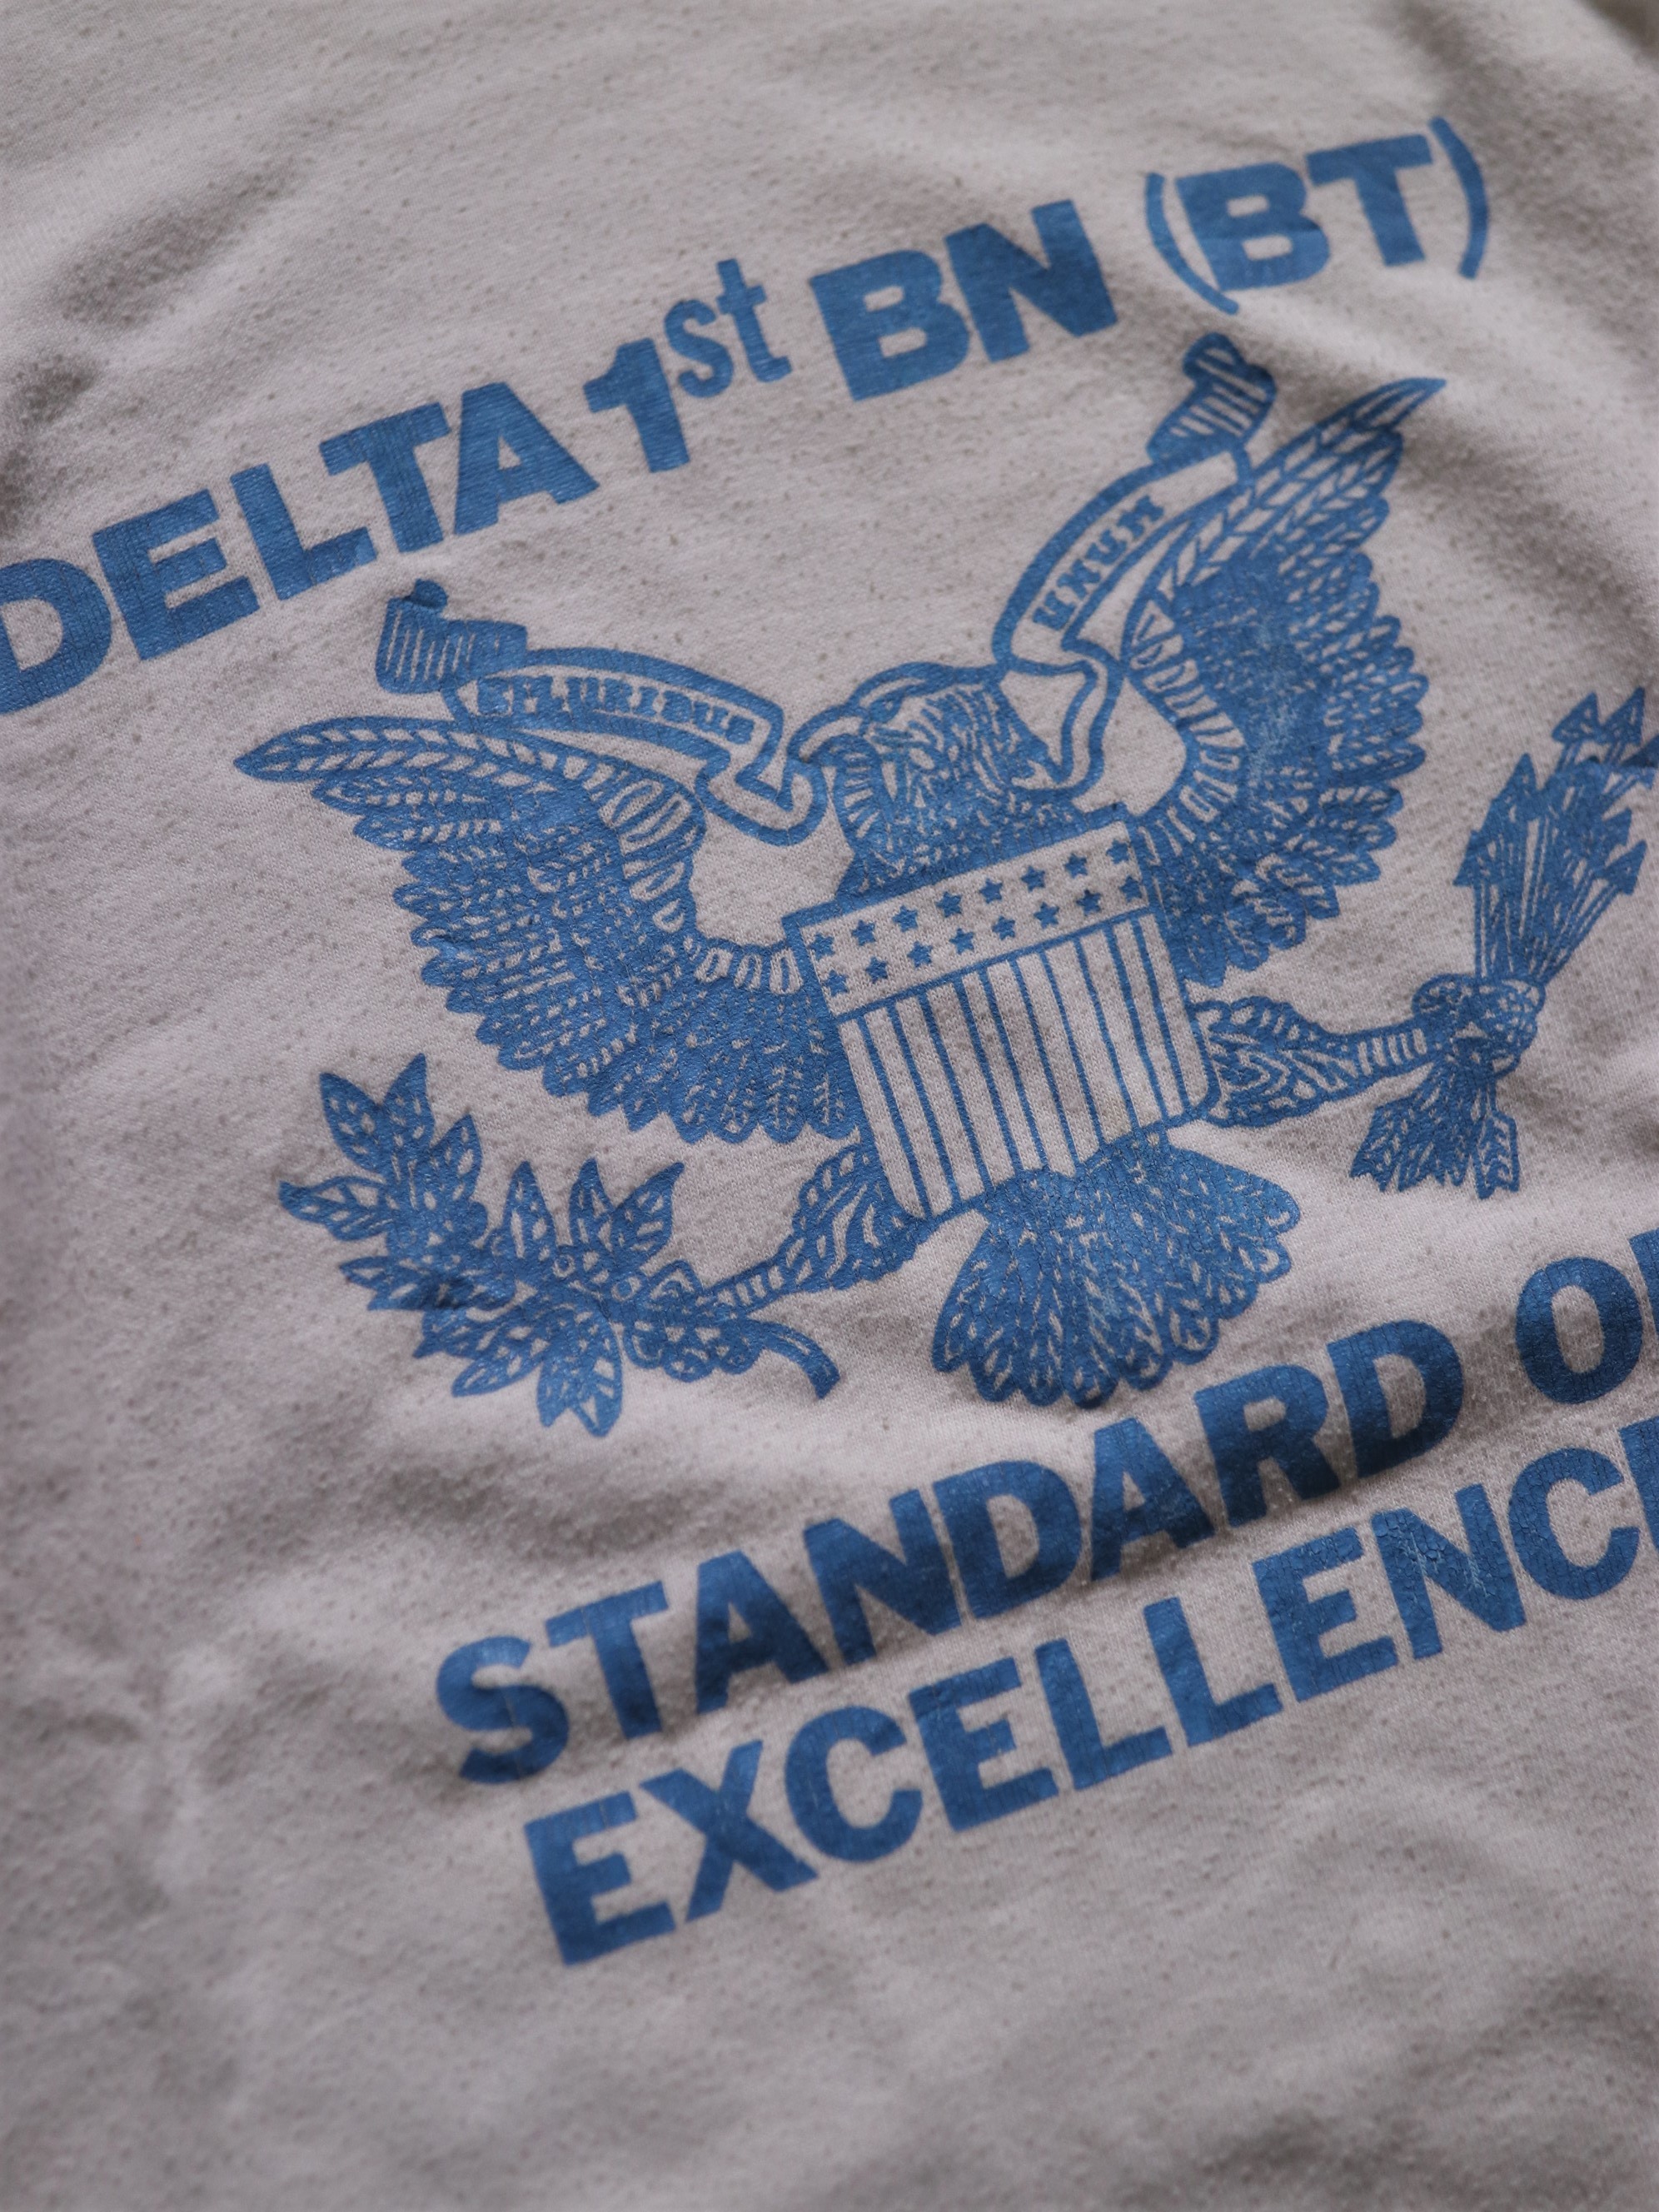 DELTA 1st BN (BT)
E PLURIBUS
UNUM
STANDARD OF
EXCELLENCE